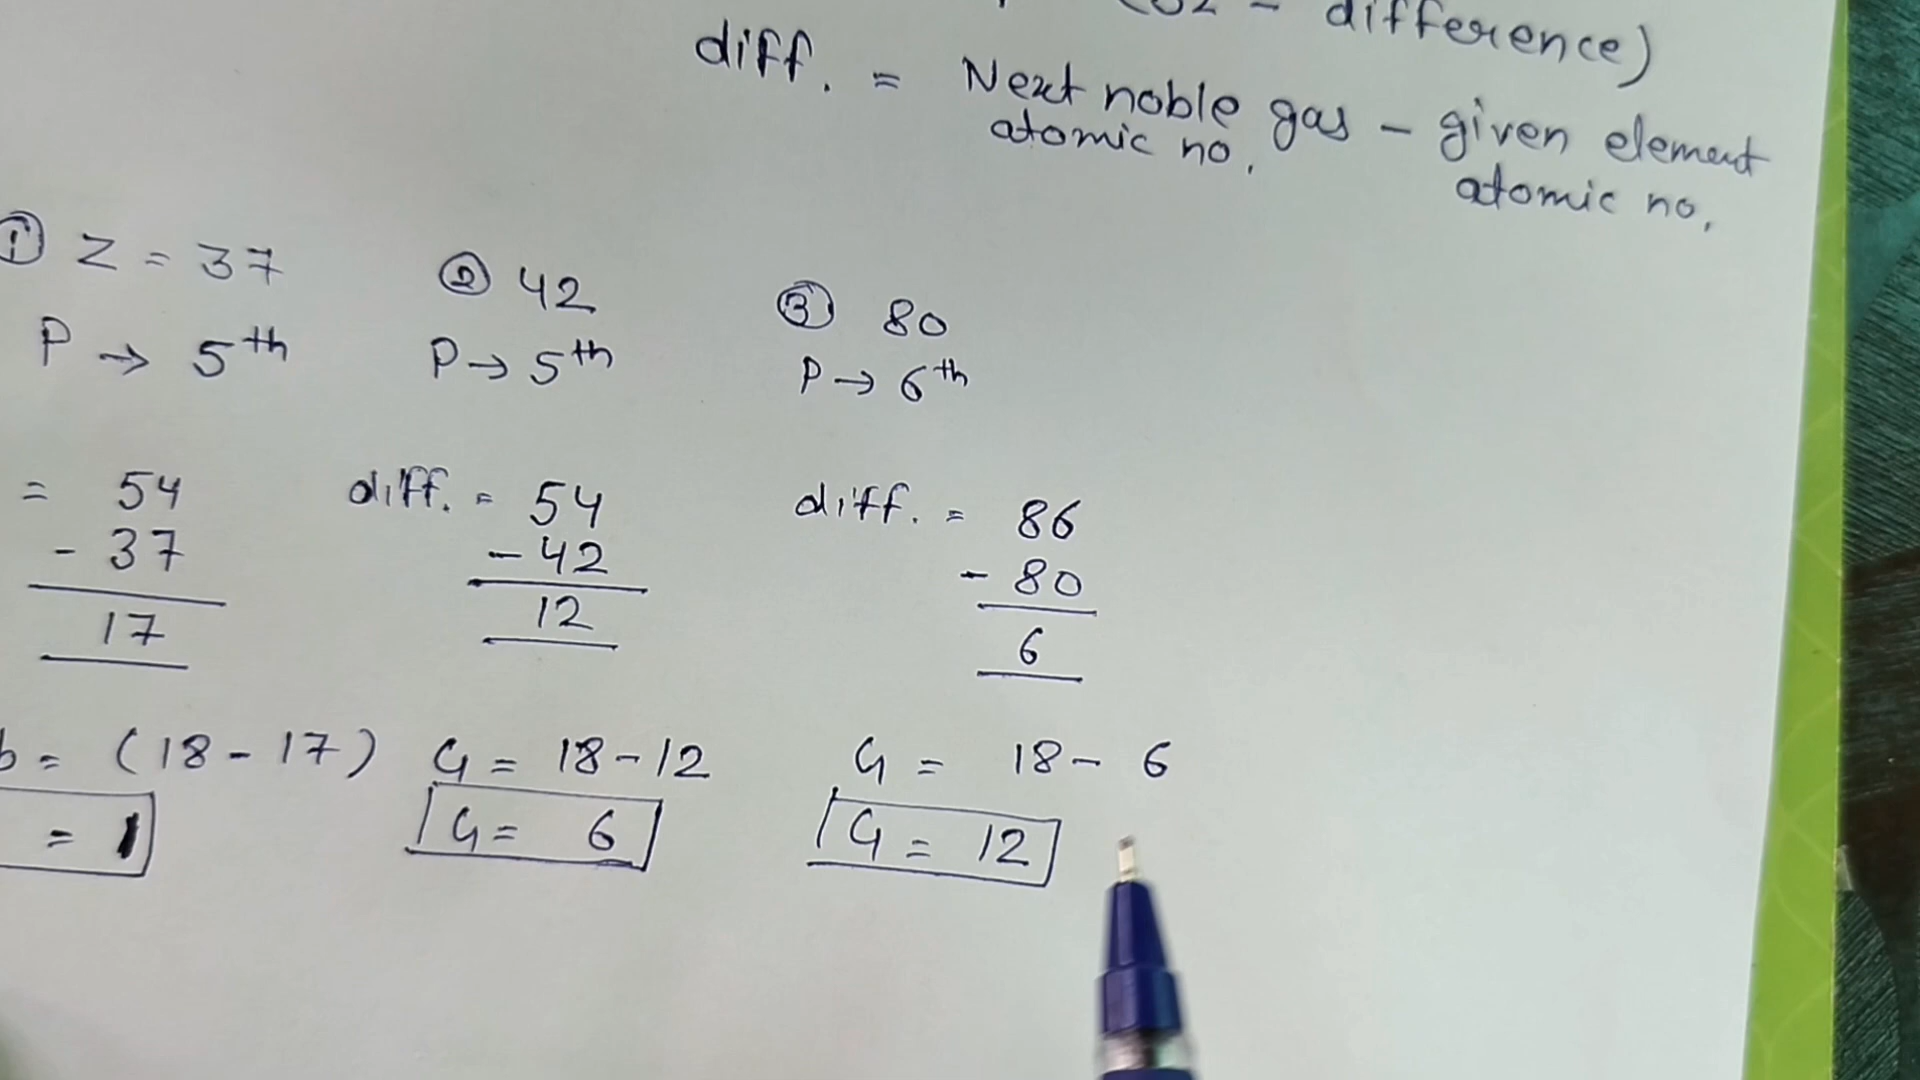 - difference)
diff. = Next noble gas - given element
atomic no. atomic no.
① Z = 37 ② 42 ③ 80
P → 5th P → 5th P → 6th
= 54 diff. = 54 diff. = 86
- 37 - 42 - 80
17 12 6
= (18 - 17) G = 18 - 12 G = 18 - 6
= 1 G = 6 G = 12